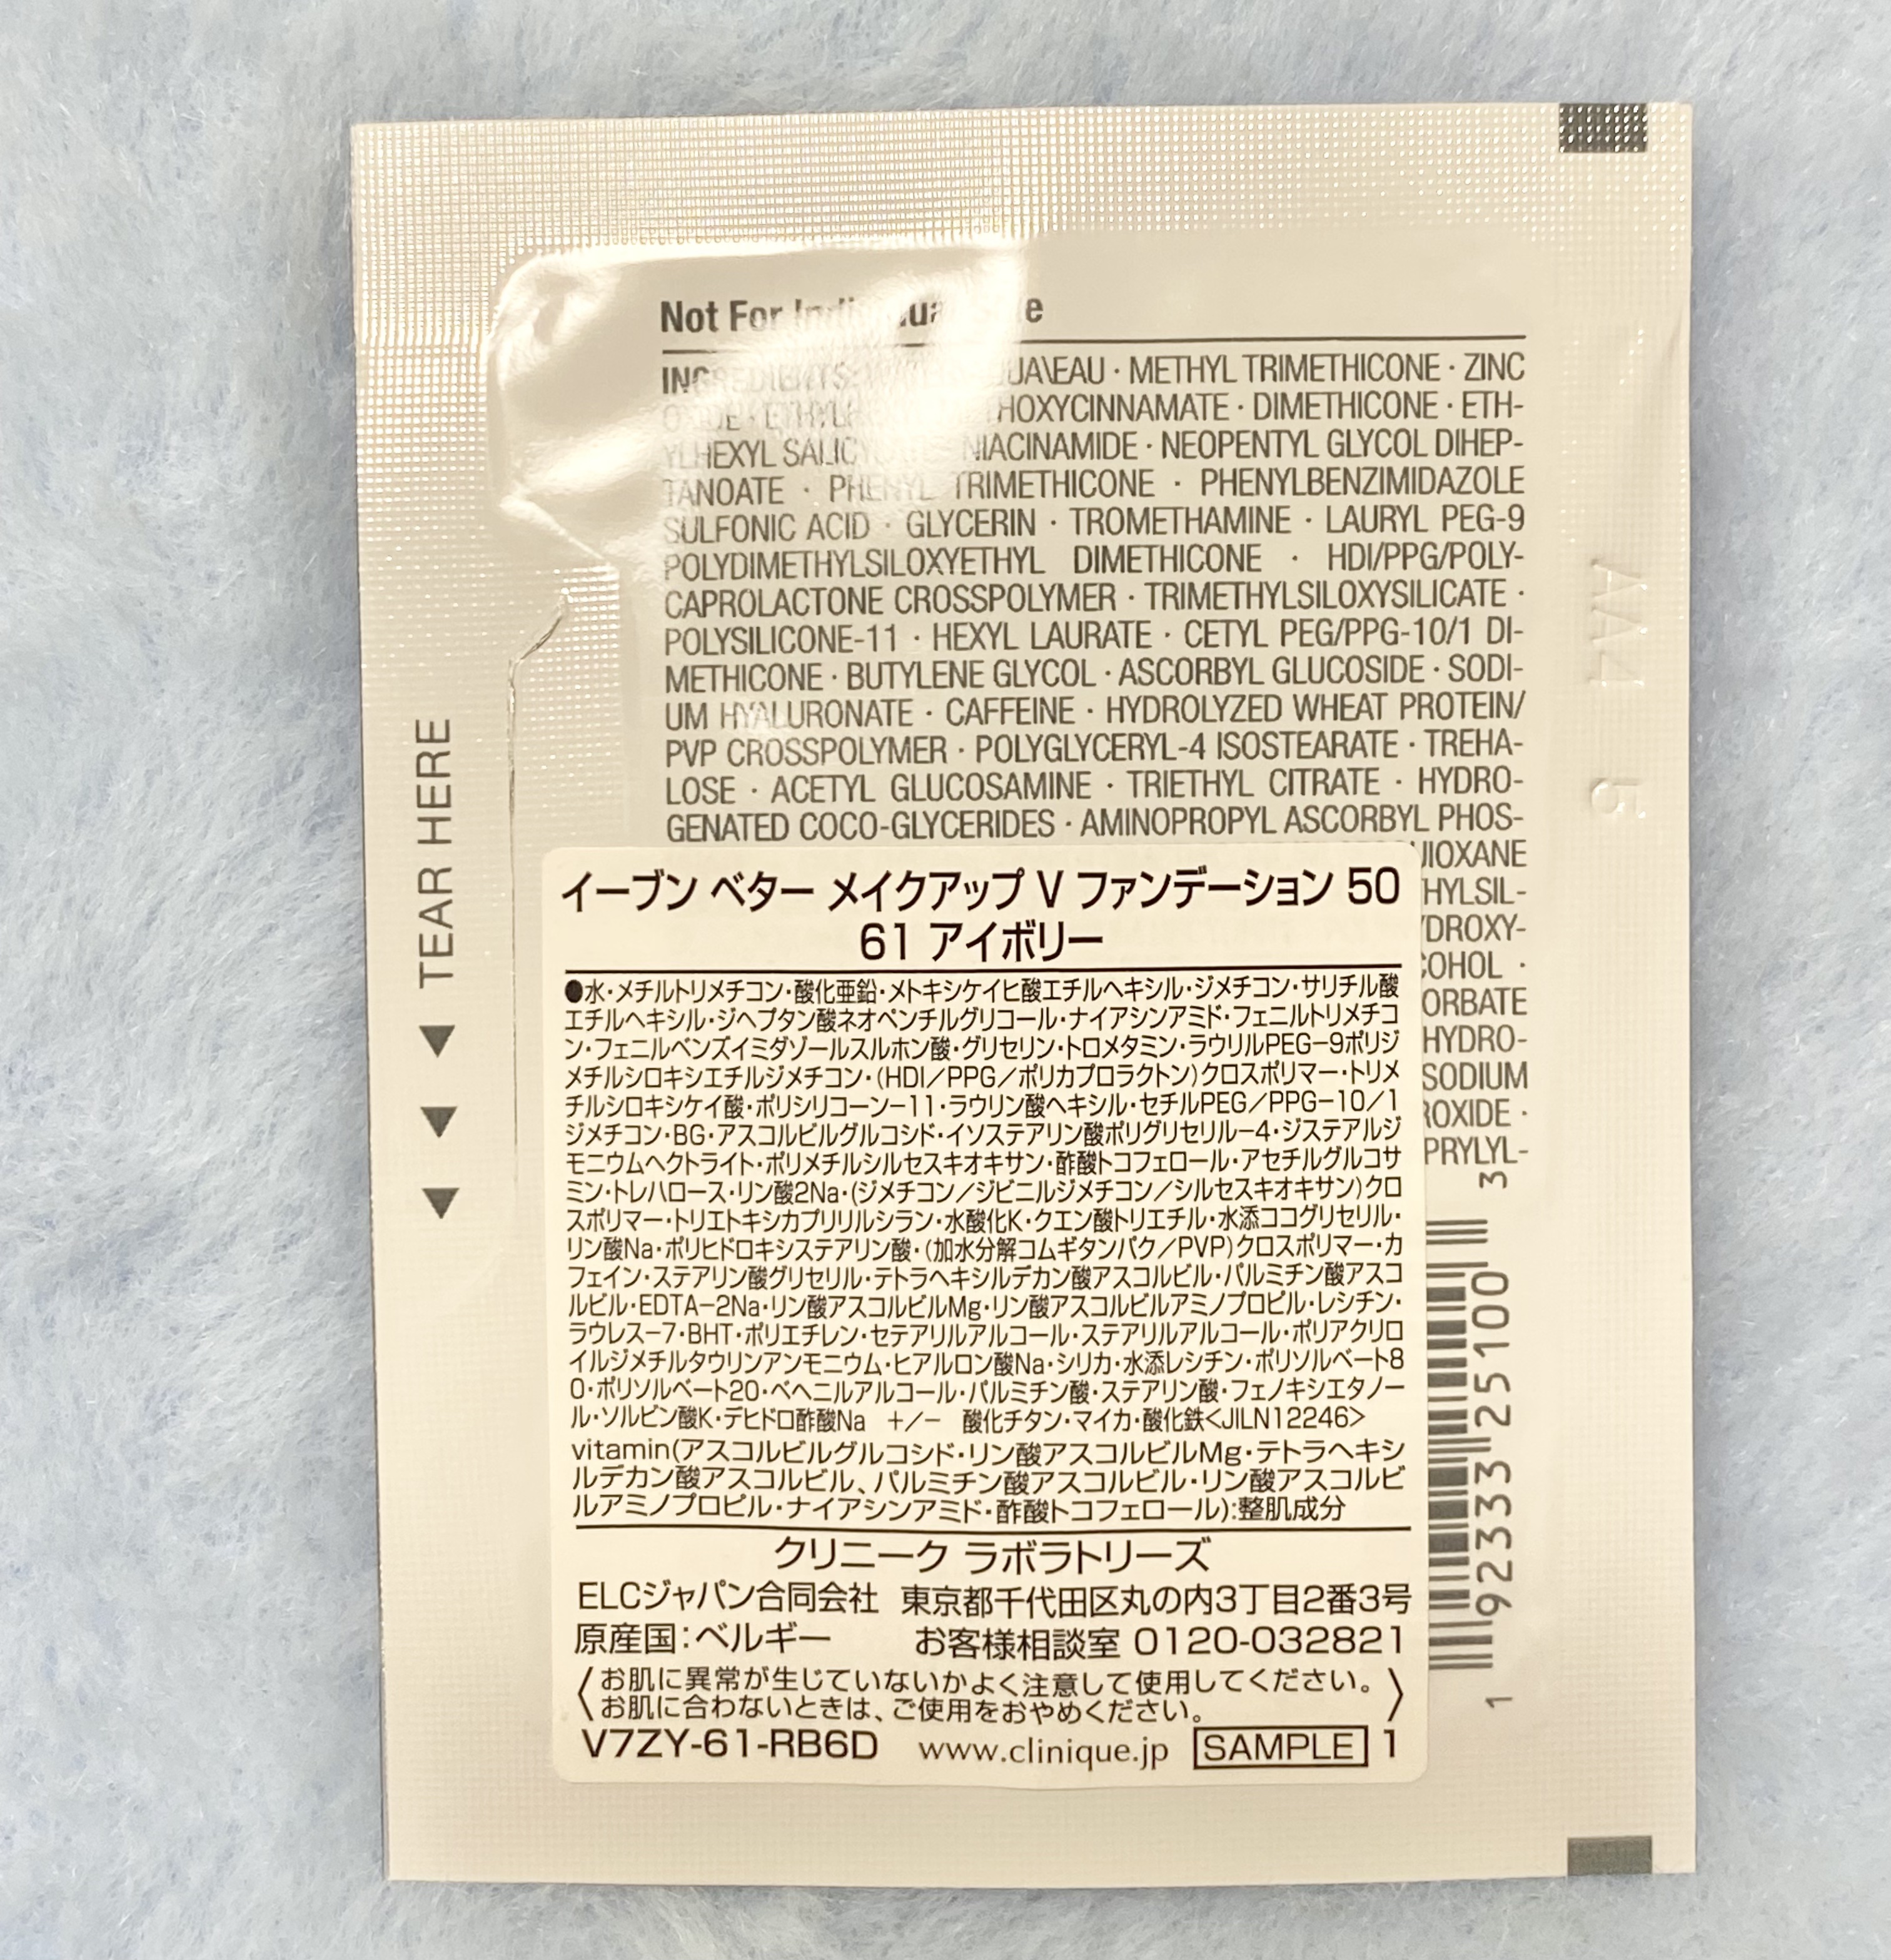 Not For
INGREDIENTS: \EAU · METHYL TRIMETHICONE · ZINC
HOXYCINNAMATE · DIMETHICONE · ETH-
YLHEXYL NIACINAMIDE · NEOPENTYL GLYCOL DIHEP-
TANOATE · PHENYL TRIMETHICONE · PHENYLBENZIMIDAZOLE
SULFONIC ACID · GLYCERIN · TROMETHAMINE · LAURYL PEG-9
POLYDIMETHYLSILOXYETHYL DIMETHICONE · HDI/PPG/POLY-
CAPROLACTONE CROSSPOLYMER · TRIMETHYLSILOXYSILICATE ·
POLYSILICONE-11 · HEXYL LAURATE · CETYL PEG/PPG-10/1 DI-
METHICONE · BUTYLENE GLYCOL · ASCORBYL GLUCOSIDE · SODI-
UM HYALURONATE · CAFFEINE · HYDROLYZED WHEAT PROTEIN/
PVP CROSSPOLYMER · POLYGLYCERYL-4 ISOSTEARATE · TREHA-
LOSE · ACETYL GLUCOSAMINE · TRIETHYL CITRATE · HYDRO-
GENATED COCO-GLYCERIDES · AMINOPROPYL ASCORBYL PHOS-
UIOXANE
HYLSIL-
DROXY-
COHOL ·
ORBATE
HYDRO-
SODIUM
ROXIDE ·
PRYLYL-
TEAR HERE
イーブン ベター メイクアップ V ファンデーション 50
61 アイボリー
●水・メチルトリメチコン・酸化亜鉛・メトキシケイヒ酸エチルヘキシル・ジメチコン・サリチル酸
エチルヘキシル・ジヘプタン酸ネオペンチルグリコール・ナイアシンアミド・フェニルトリメチコ
ン・フェニルベンズイミダゾールスルホン酸・グリセリン・トロメタミン・ラウリルPEG−9ポリジ
メチルシロキシエチルジメチコン・(HDI／PPG／ポリカプロラクトン)クロスポリマー・トリメ
チルシロキシケイ酸・ポリシリコーン−11・ラウリン酸ヘキシル・セチルPEG／PPG−10／1
ジメチコン・BG・アスコルビルグルコシド・イソステアリン酸ポリグリセリル−4・ジステアルジ
モニウムヘクトライト・ポリメチルシルセスキオキサン・酢酸トコフェロール・アセチルグルコサ
ミン・トレハロース・リン酸2Na・(ジメチコン／ジビニルジメチコン／シルセスキオキサン)クロ
スポリマー・トリエトキシカプリリルシラン・水酸化K・クエン酸トリエチル・水添ココグリセリル・
リン酸Na・ポリヒドロキシステアリン酸・(加水分解コムギタンパク／PVP)クロスポリマー・カ
フェイン・ステアリン酸グリセリル・テトラヘキシルデカン酸アスコルビル・パルミチン酸アスコ
ルビル・EDTA−2Na・リン酸アスコルビルMg・リン酸アスコルビルアミノプロピル・レシチン・
ラウレス−7・BHT・ポリエチレン・セテアリルアルコール・ステアリルアルコール・ポリアクリロ
イルジメチルタウリンアンモニウム・ヒアルロン酸Na・シリカ・水添レシチン・ポリソルベート8
0・ポリソルベート20・ベヘニルアルコール・パルミチン酸・ステアリン酸・フェノキシエタノー
ル・ソルビン酸K・デヒドロ酢酸Na　+／−　酸化チタン・マイカ・酸化鉄<JILN12246>
vitamin(アスコルビルグルコシド・リン酸アスコルビルMg・テトラヘキシ
ルデカン酸アスコルビル、パルミチン酸アスコルビル・リン酸アスコルビ
ルアミノプロピル・ナイアシンアミド・酢酸トコフェロール):整肌成分
クリニーク ラボラトリーズ
ELCジャパン合同会社 東京都千代田区丸の内3丁目2番3号
原産国：ベルギー お客様相談室 0120-032821
〈お肌に異常が生じていないかよく注意して使用してください。
お肌に合わないときは、ご使用をおやめください。〉
V7ZY-61-RB6D www.clinique.jp SAMPLE 1
1 92333 25100 3
AA4 5